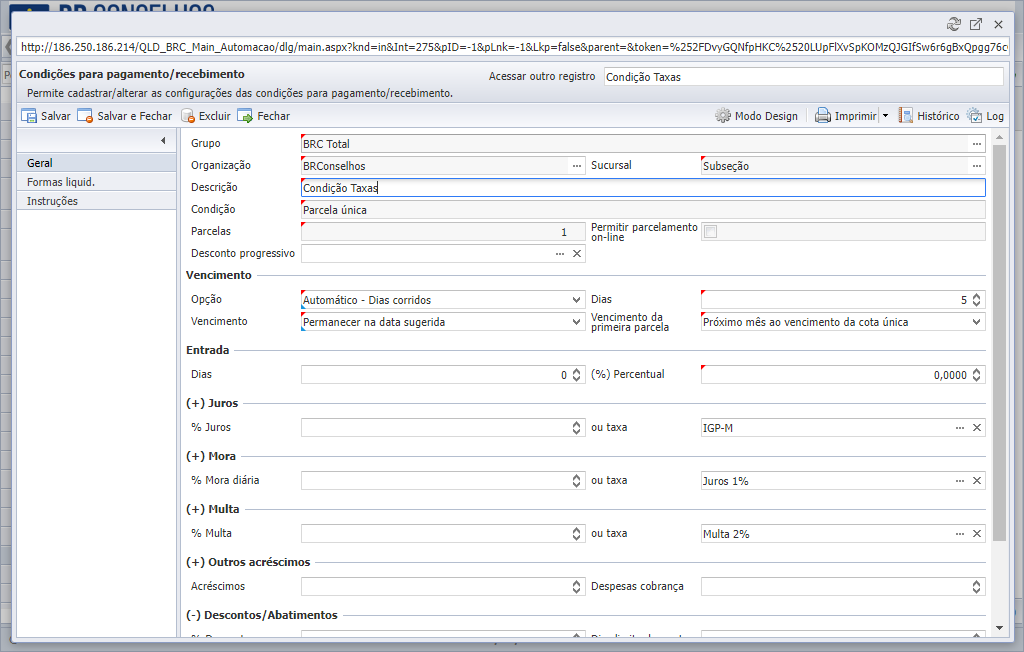 BR CONSELHOS
http://186.250.186.214/QLD_BRC_Main_Automacao/dlg/main.aspx?knd=in&Int=275&pID=-1&pLnk=-1&Lkp=false&parent=&token=%252FDvyGQNfpHKC%2520LUpFlXvSpKOMzQJGIfSw6r6gBxQpgg76c
Condições para pagamento/recebimento
Acessar outro registro Condição Taxas
Permite cadastrar/alterar as configurações das condições para pagamento/recebimento.
Salvar Salvar e Fechar Excluir Fechar Modo Design Imprimir Histórico Log
Geral
Formas liquid.
Instruções
Grupo BRC Total ...
Organização BRConselhos ... Sucursal Subseção ...
Descrição Condição Taxas
Condição Parcela única
Parcelas 1 Permitir parcelamento on-line
Desconto progressivo ...
Vencimento
Opção Automático - Dias corridos Dias 5
Vencimento Permanecer na data sugerida Vencimento da primeira parcela Próximo mês ao vencimento da cota única
Entrada
Dias 0 (%) Percentual 0,0000
(+) Juros
% Juros ou taxa IGP-M ...
(+) Mora
% Mora diária ou taxa Juros 1% ...
(+) Multa
% Multa ou taxa Multa 2% ...
(+) Outros acréscimos
Acréscimos Despesas cobrança
(-) Descontos/Abatimentos